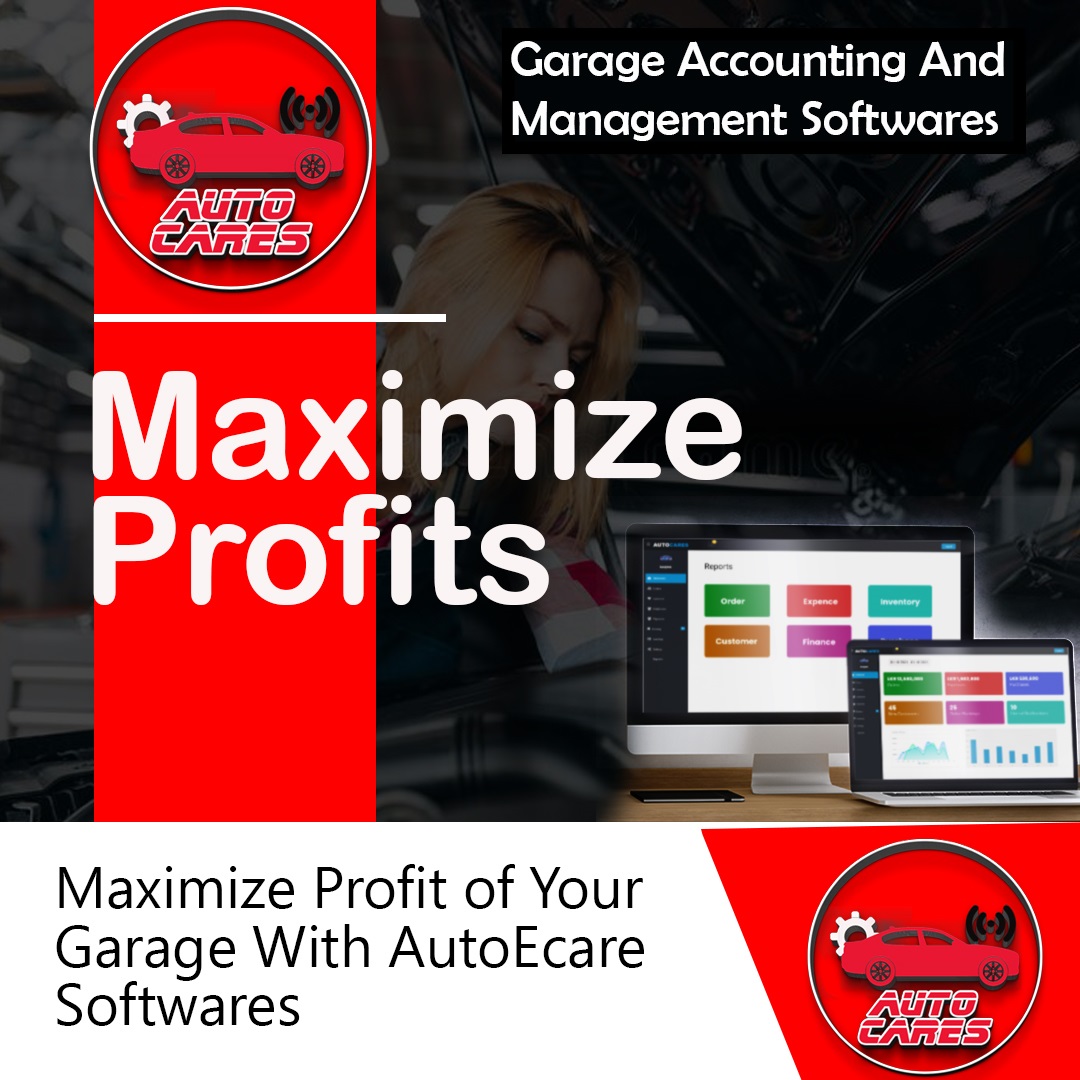 AUTO
CARES
Garage Accounting And
Management Softwares
Maximize
Profits
AUTOCARES
Reports
Order
Expence
Inventory
Customer
Finance
Maximize Profit of Your
Garage With AutoEcare
Softwares
AUTO
CARES